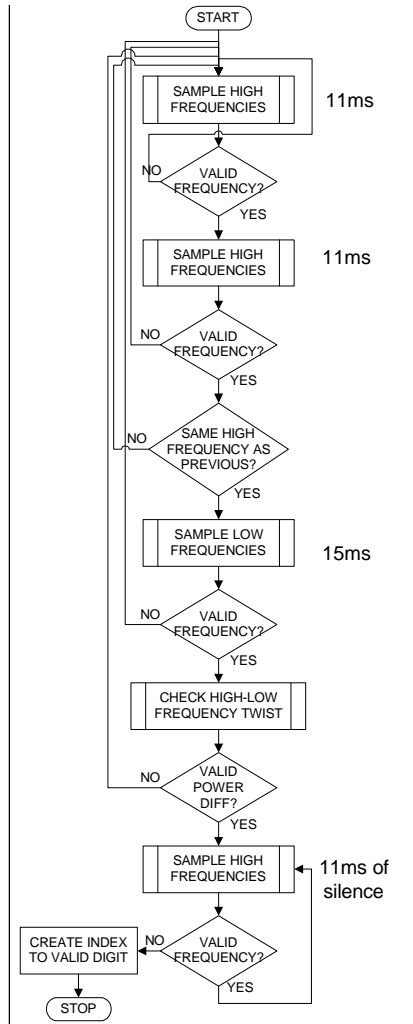 START
SAMPLE HIGH
FREQUENCIES
11ms
VALID
FREQUENCY?
NO
YES
SAMPLE HIGH
FREQUENCIES
11ms
VALID
FREQUENCY?
NO
YES
SAME HIGH
FREQUENCY AS
PREVIOUS?
NO
YES
SAMPLE LOW
FREQUENCIES
15ms
VALID
FREQUENCY?
NO
YES
CHECK HIGH-LOW
FREQUENCY TWIST
VALID
POWER
DIFF?
NO
YES
SAMPLE HIGH
FREQUENCIES
11ms of
silence
VALID
FREQUENCY?
NO
YES
CREATE INDEX
TO VALID DIGIT
STOP